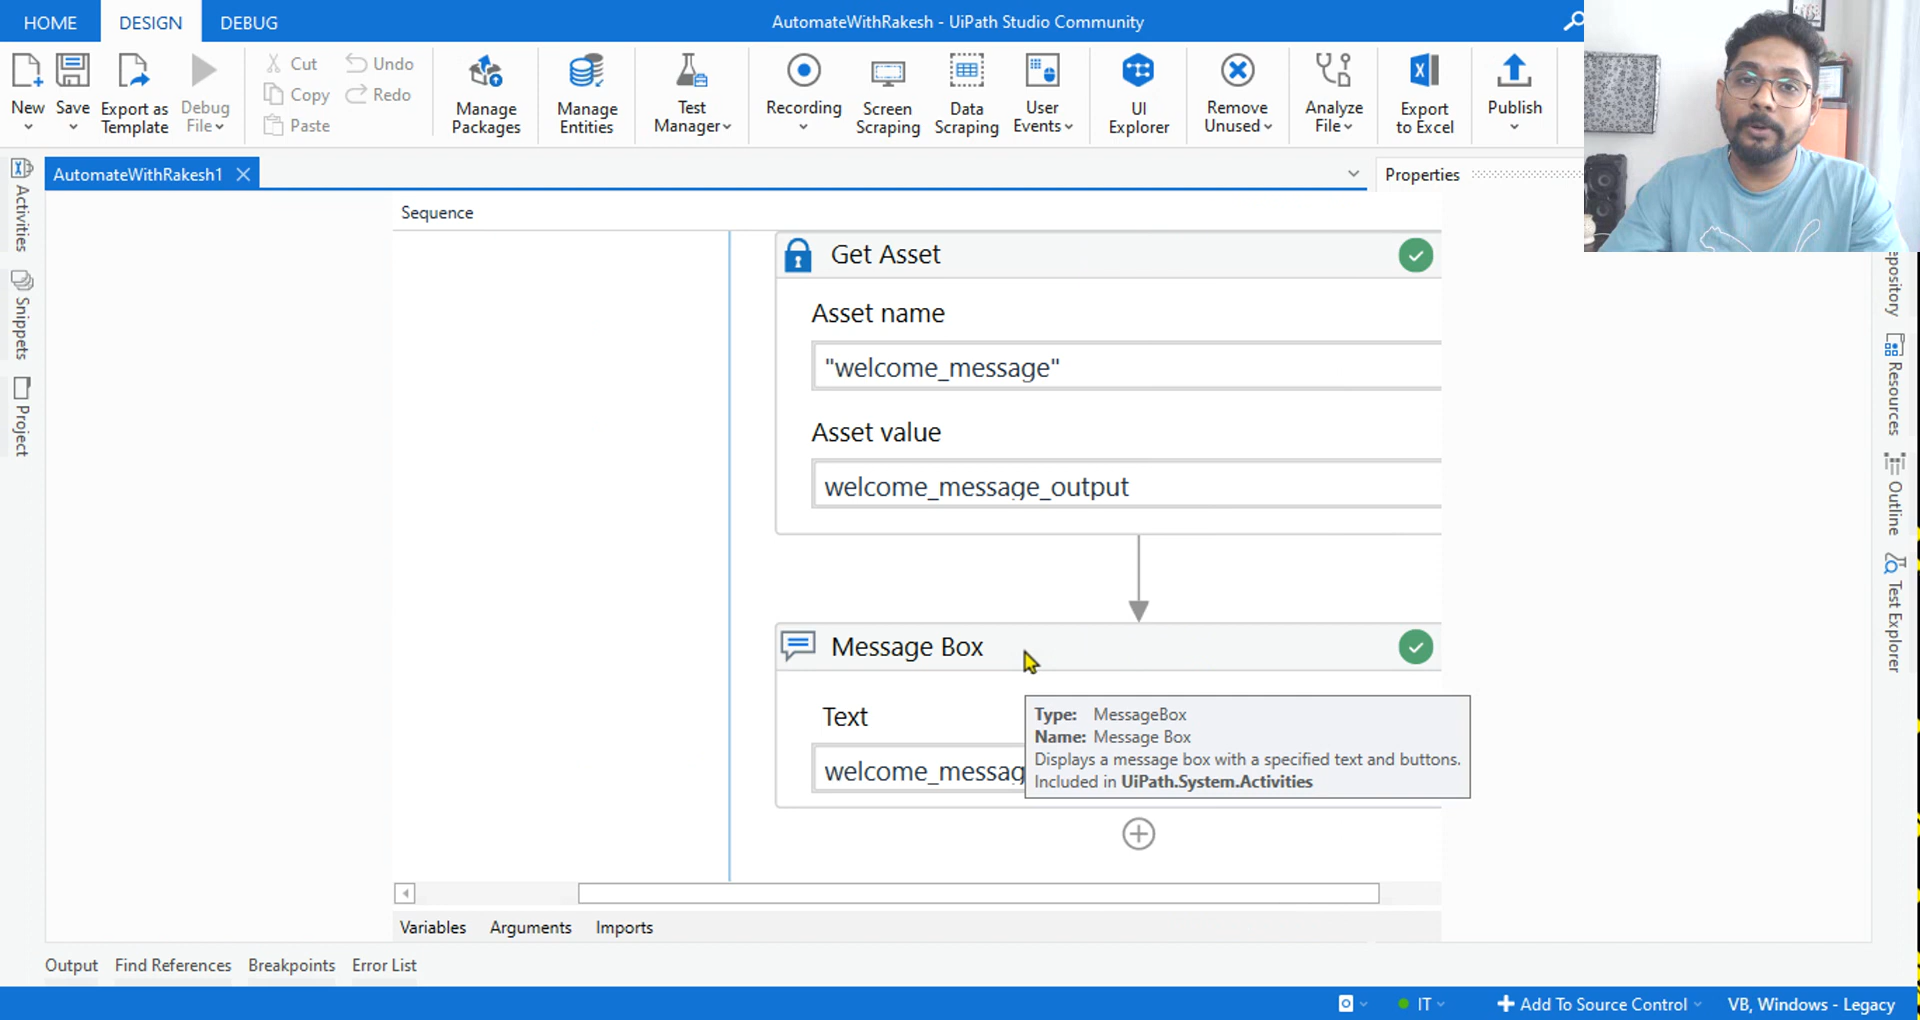 HOME DESIGN DEBUG
AutomateWithRakesh - UiPath Studio Community
New
Save
Export as
Template
Debug
File
Cut
Copy
Paste
Undo
Redo
Manage
Packages
Manage
Entities
Test
Manager
Recording
Screen
Scraping
Data
Scraping
User
Events
UI
Explorer
Remove
Unused
Analyze
File
Export
to Excel
Publish
AutomateWithRakesh1
Properties
Activities
Snippets
Project
Sequence
Get Asset
Asset name
"welcome_message"
Asset value
welcome_message_output
Message Box
Text
welcome_messag
Type: MessageBox
Name: Message Box
Displays a message box with a specified text and buttons.
Included in UiPath.System.Activities
pository
Resources
Outline
Test Explorer
Variables Arguments Imports
Output Find References Breakpoints Error List
IT
Add To Source Control
VB, Windows - Legacy